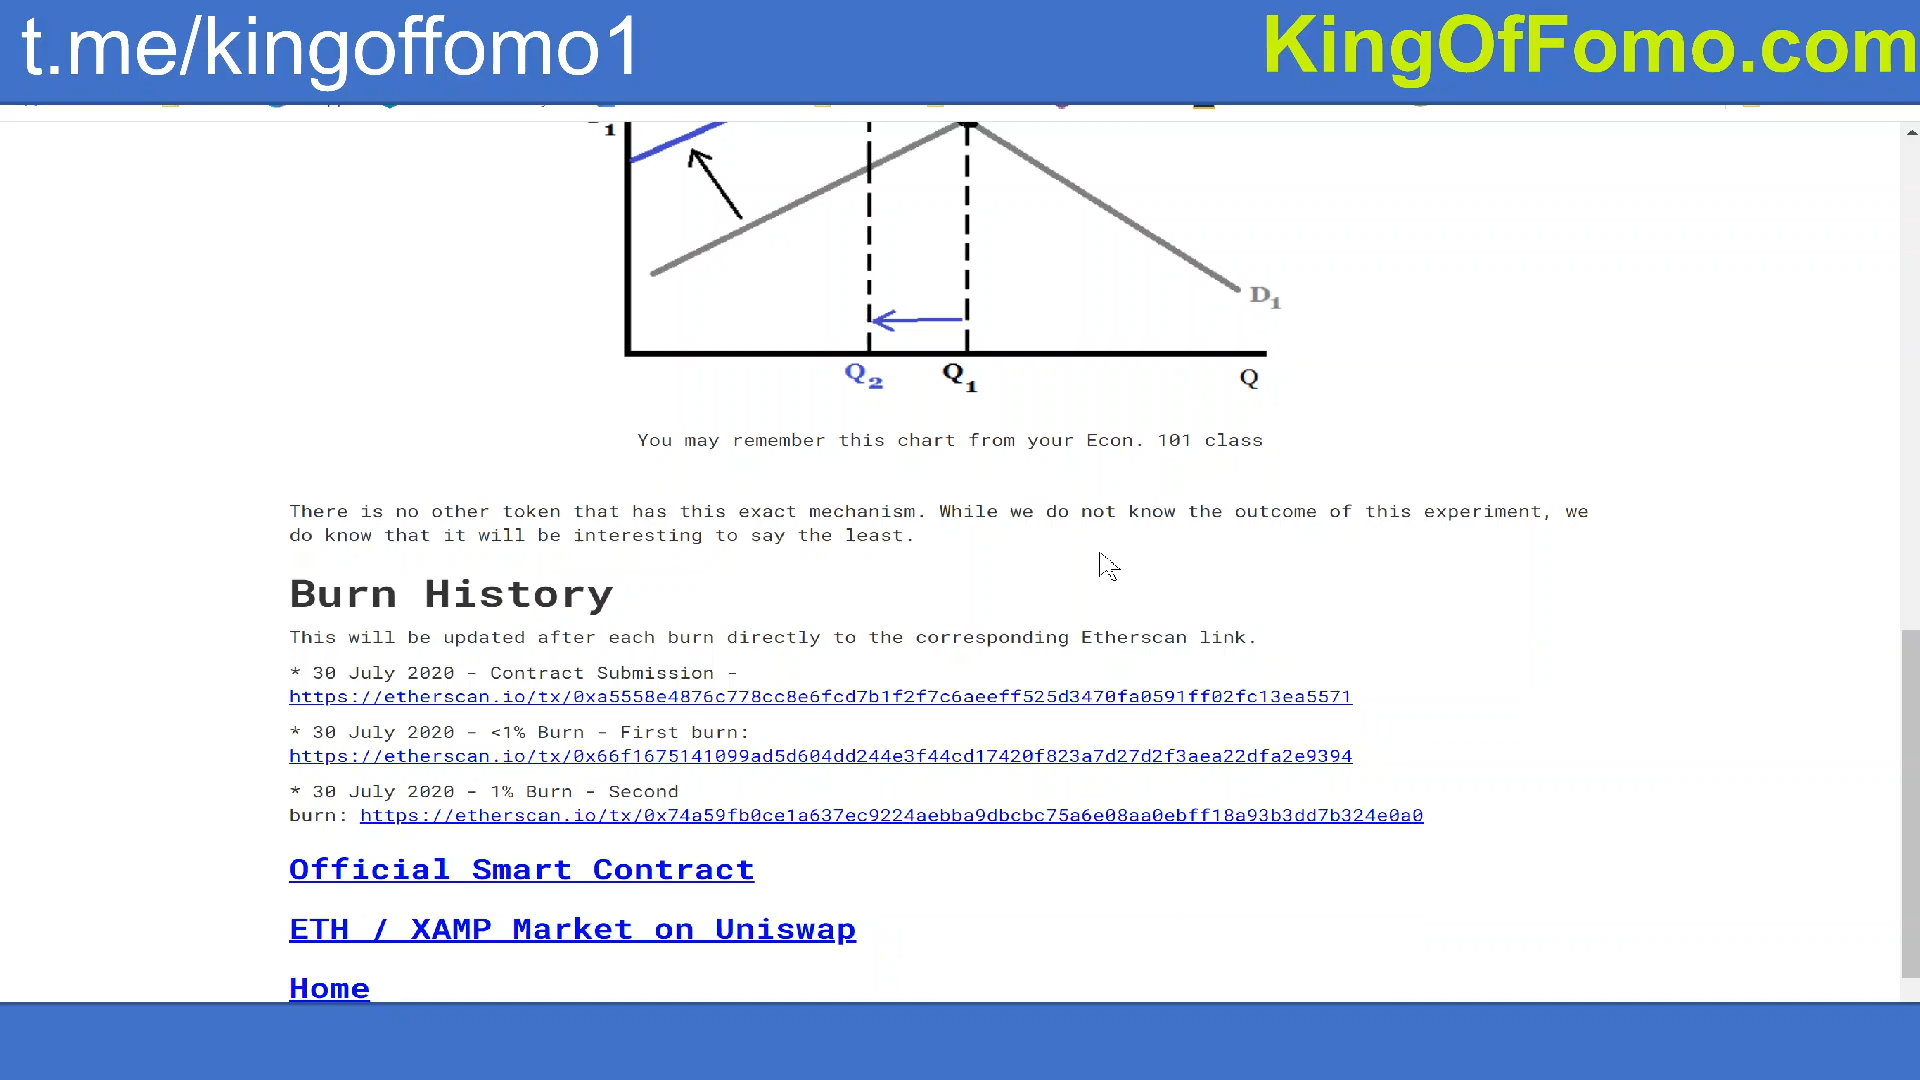 t.me/kingoffomo1
KingOfFomo.com
1
D1
Q2
Q1
Q
You may remember this chart from your Econ. 101 class
There is no other token that has this exact mechanism. While we do not know the outcome of this experiment, we
do know that it will be interesting to say the least.
Burn History
This will be updated after each burn directly to the corresponding Etherscan link.
* 30 July 2020 - Contract Submission -
https://etherscan.io/tx/0xa5558e4876c778cc8e6fcd7b1f2f7c6aeeff525d3470fa0591ff02fc13ea5571
* 30 July 2020 - <1% Burn - First burn:
https://etherscan.io/tx/0x66f1675141099ad5d604dd244e3f44cd17420f823a7d27d2f3aea22dfa2e9394
* 30 July 2020 - 1% Burn - Second
burn: https://etherscan.io/tx/0x74a59fb0ce1a637ec9224aebba9dbcbc75a6e08aa0ebff18a93b3dd7b324e0a0
Official Smart Contract
ETH / XAMP Market on Uniswap
Home